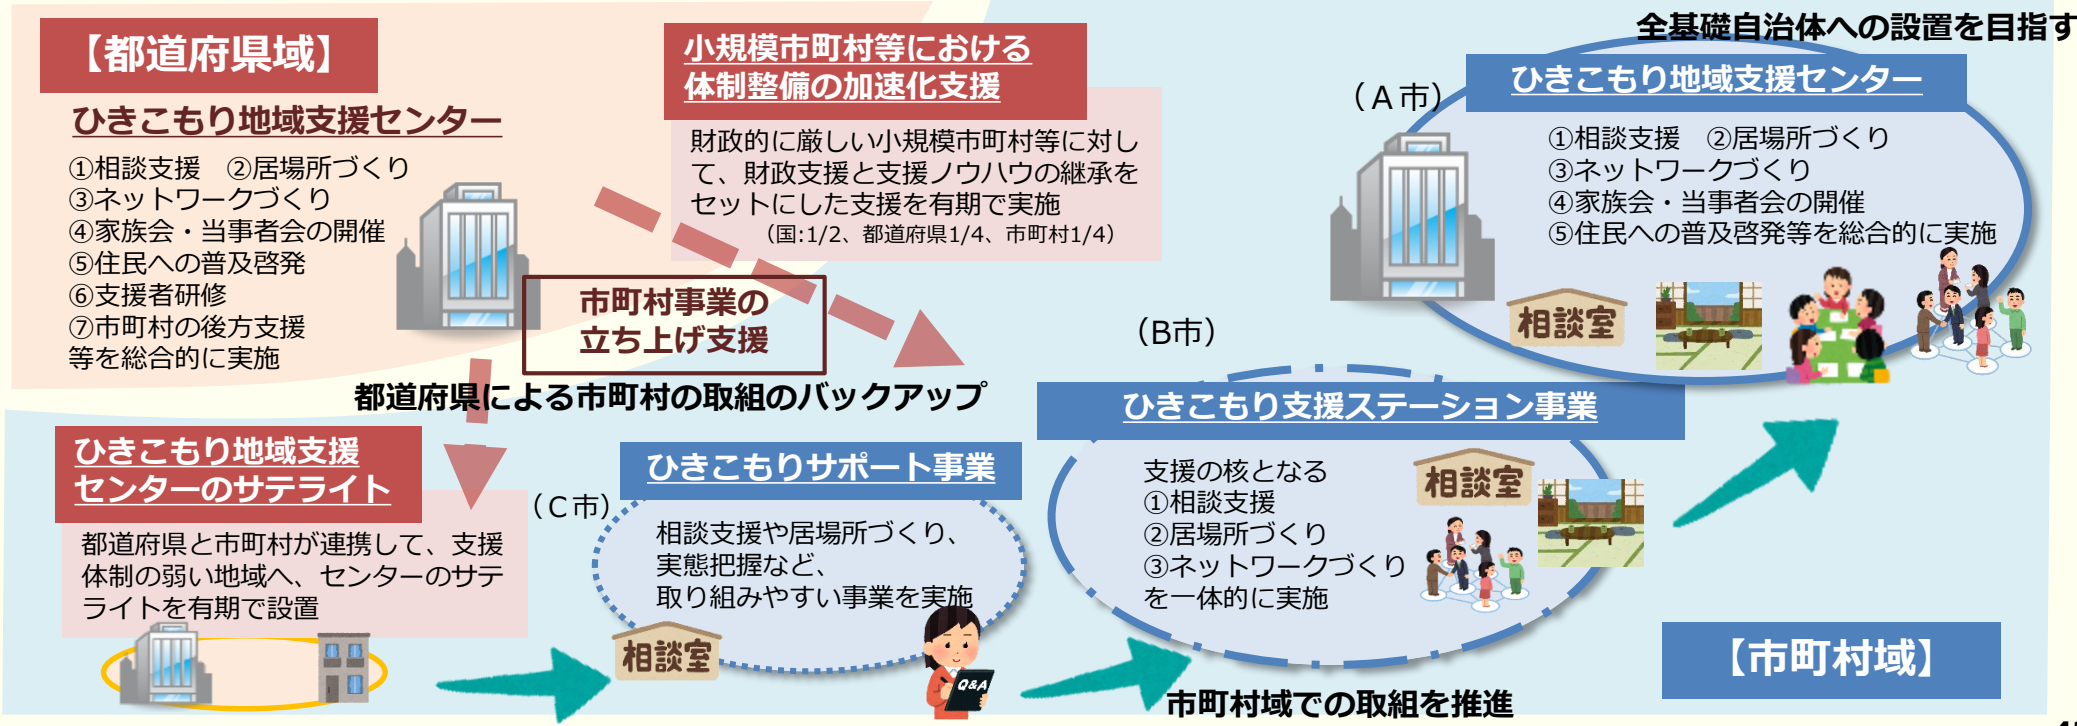 【都道府県域】
ひきこもり地域支援センター
①相談支援　②居場所づくり
③ネットワークづくり
④家族会・当事者会の開催
⑤住民への普及啓発
⑥支援者研修
⑦市町村の後方支援
等を総合的に実施
小規模市町村等における
体制整備の加速化支援
財政的に厳しい小規模市町村等に対し
て、財政支援と支援ノウハウの継承を
セットにした支援を有期で実施
（国:1/2、都道府県1/4、市町村1/4）
市町村事業の
立ち上げ支援
都道府県による市町村の取組のバックアップ
全基礎自治体への設置を目指す
（A市）
ひきこもり地域支援センター
①相談支援　②居場所づくり
③ネットワークづくり
④家族会・当事者会の開催
⑤住民への普及啓発等を総合的に実施
相談室
ひきこもり地域支援
センターのサテライト
都道府県と市町村が連携して、支援
体制の弱い地域へ、センターのサテ
ライトを有期で設置
（C市）
ひきこもりサポート事業
相談支援や居場所づくり、
実態把握など、
取り組みやすい事業を実施
相談室
Q&A
（B市）
ひきこもり支援ステーション事業
支援の核となる
①相談支援
②居場所づくり
③ネットワークづくり
を一体的に実施
相談室
市町村域での取組を推進
【市町村域】